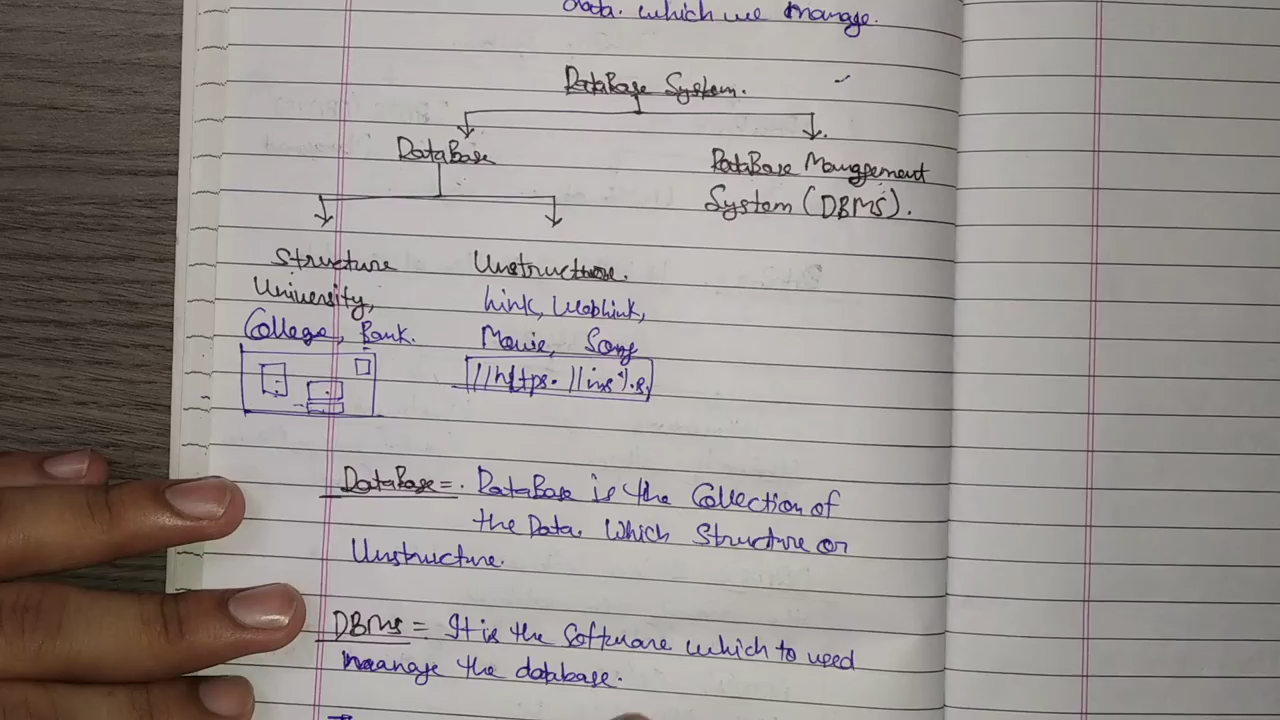 Data. which we manage.
DataBase System.
DataBase
DataBase Management
System (DBMS).
Structure
Unstructure.
University,
Link, Weblink,
College, Bank.
Movie, Song
DataBase = . DataBase is the Collection of
the Data. Which Structure or
Unstructure.
DBMS = It is the Software which to used
manage the database.